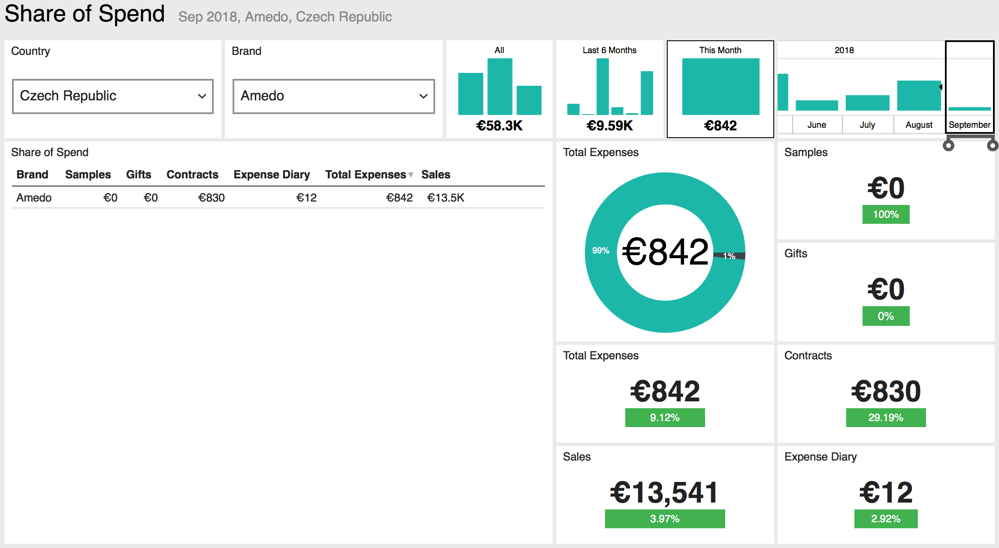 Share of Spend Sep 2018, Amedo, Czech Republic
Country
Czech Republic
Brand
Amedo
All
€58.3K
Last 6 Months
€9.59K
This Month
€842
2018
June July August September
Share of Spend
Brand Samples Gifts Contracts Expense Diary Total Expenses Sales
Amedo €0 €0 €830 €12 €842 €13.5K
Total Expenses
99% €842 1%
Samples
€0
100%
Gifts
€0
0%
Total Expenses
€842
9.12%
Contracts
€830
29.19%
Sales
€13,541
3.97%
Expense Diary
€12
2.92%